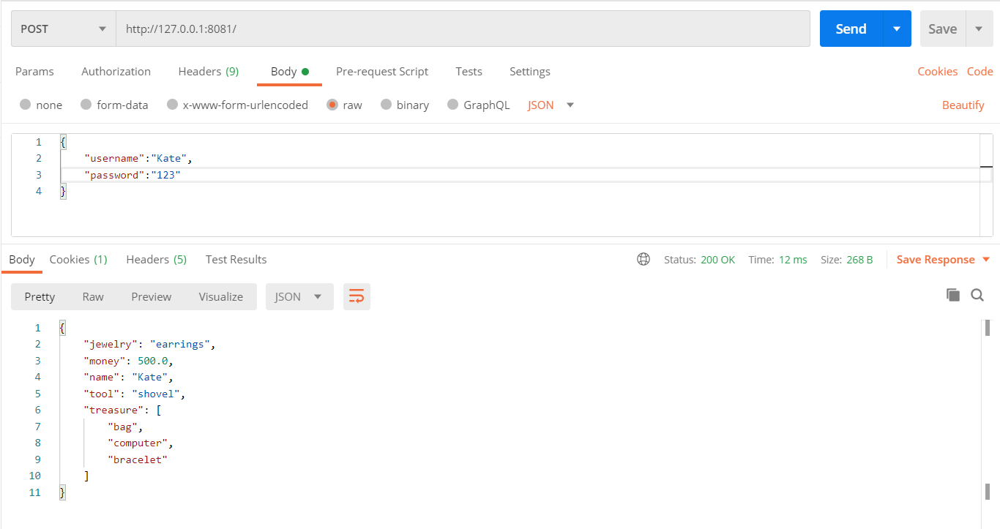 POST http://127.0.0.1:8081/ Send Save
Params Authorization Headers (9) Body Pre-request Script Tests Settings Cookies Code
none form-data x-www-form-urlencoded raw binary GraphQL JSON Beautify
1 {
2 "username":"Kate",
3 "password":"123"
4 }
Body Cookies (1) Headers (5) Test Results Status: 200 OK Time: 12 ms Size: 268 B Save Response
Pretty Raw Preview Visualize JSON
1 {
2 "jewelry": "earrings",
3 "money": 500.0,
4 "name": "Kate",
5 "tool": "shovel",
6 "treasure": [
7 "bag",
8 "computer",
9 "bracelet"
10 ]
11 }